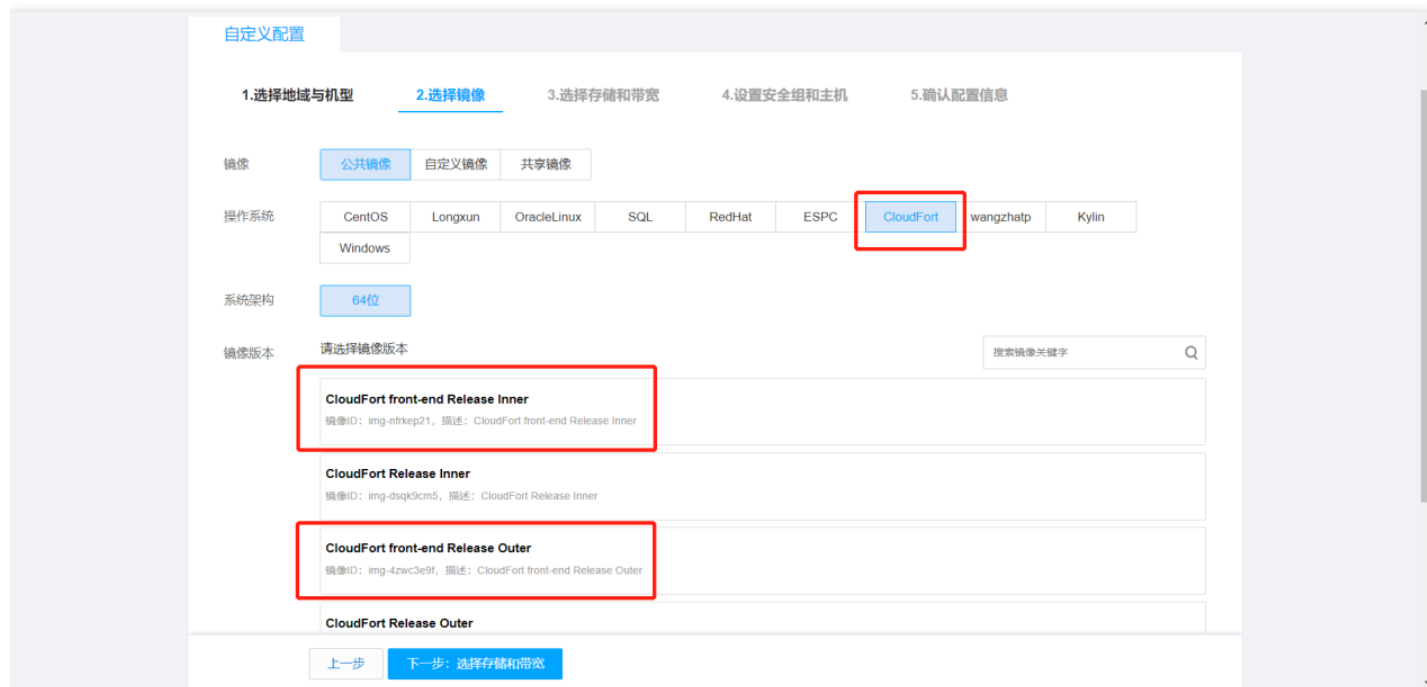 自定义配置
1.选择地域与机型 2.选择镜像 3.选择存储和带宽 4.设置安全组和主机 5.确认配置信息
镜像 公共镜像 自定义镜像 共享镜像
操作系统 CentOS Longxun OracleLinux SQL RedHat ESPC CloudFort wangzhatp Kylin
Windows
系统架构 64位
镜像版本 请选择镜像版本 搜索镜像关键字
CloudFort front-end Release Inner
镜像ID：img-nfrkep21，描述：CloudFort front-end Release Inner
CloudFort Release Inner
镜像ID：img-dsqk9cm5，描述：CloudFort Release Inner
CloudFort front-end Release Outer
镜像ID：img-4zwc3e9f，描述：CloudFort front-end Release Outer
CloudFort Release Outer
上一步 下一步：选择存储和带宽